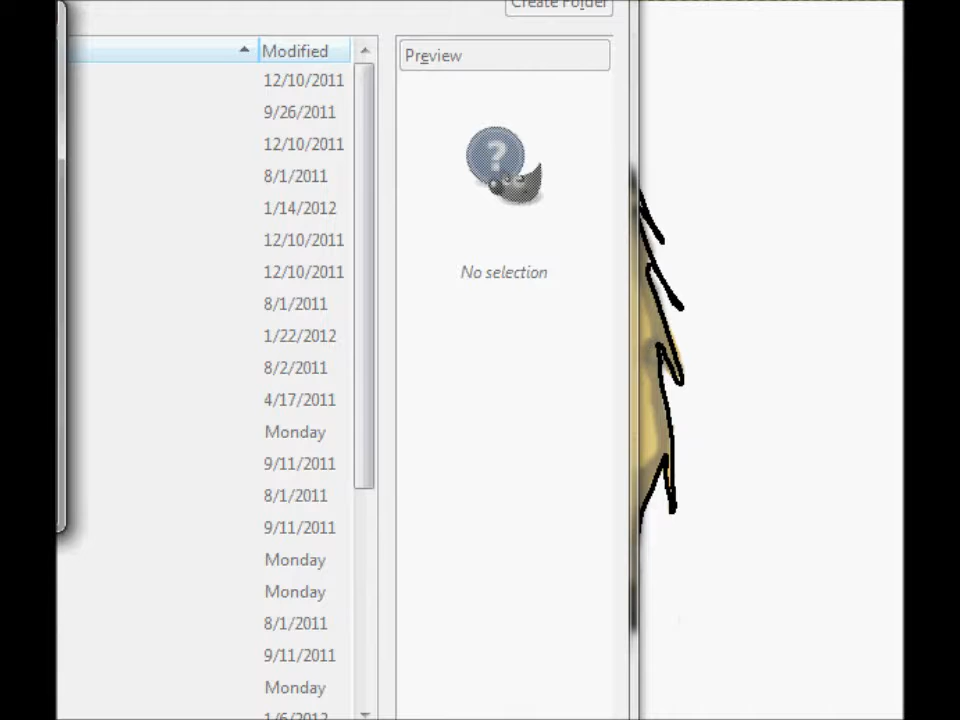 Create Folder
Modified
Preview
12/10/2011
9/26/2011
12/10/2011
8/1/2011
1/14/2012
12/10/2011
12/10/2011
No selection
8/1/2011
1/22/2012
8/2/2011
4/17/2011
Monday
9/11/2011
8/1/2011
9/11/2011
Monday
Monday
8/1/2011
9/11/2011
Monday
1/6/2012